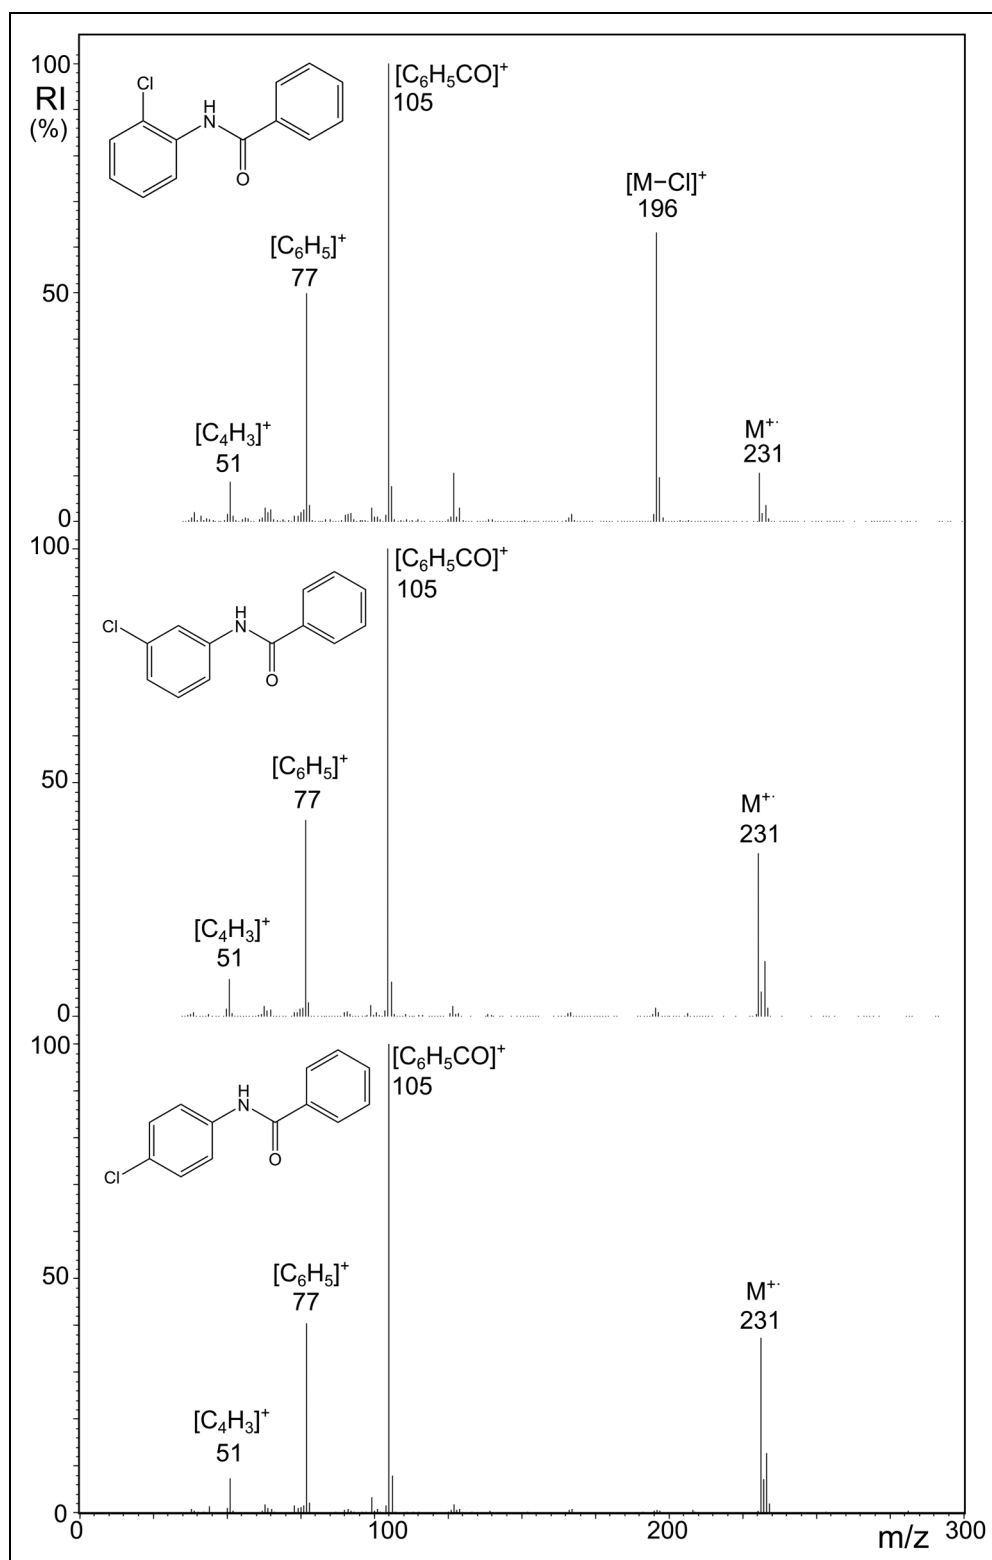 100
RI
(%)
Cl
H
N
O
[C₆H₅CO]⁺
105
[M−Cl]⁺
196
[C₆H₅]⁺
77
50
[C₄H₃]⁺
51
M⁺·
231
0
100
[C₆H₅CO]⁺
105
Cl
H
N
O
[C₆H₅]⁺
77
50
M⁺·
231
[C₄H₃]⁺
51
0
100
[C₆H₅CO]⁺
105
H
N
O
Cl
[C₆H₅]⁺
77
50
M⁺·
231
[C₄H₃]⁺
51
0
0 100 200 m/z 300